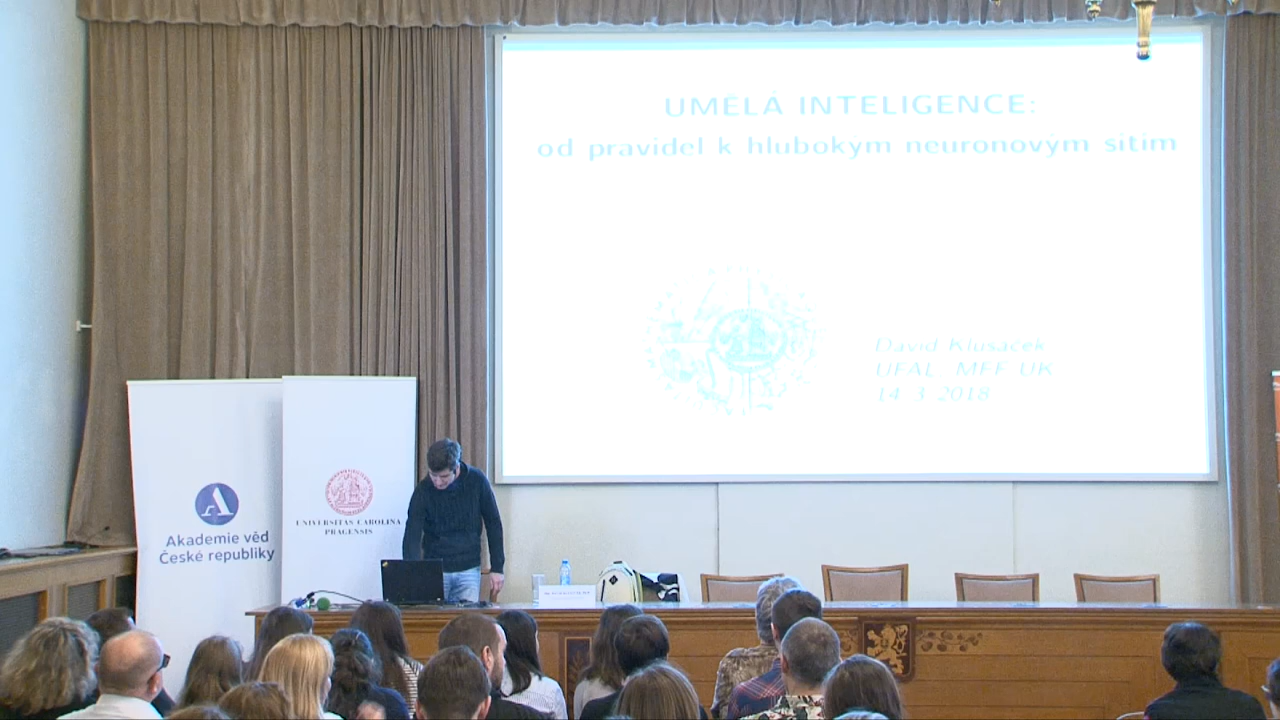 UMĚLÁ INTELIGENCE:
od pravidel k hlubokým neuronovým sítím
David Klusáček
ÚFAL MFF UK
14.3.2018
Akademie věd
České republiky
UNIVERSITAS CAROLINA
PRAGENSIS